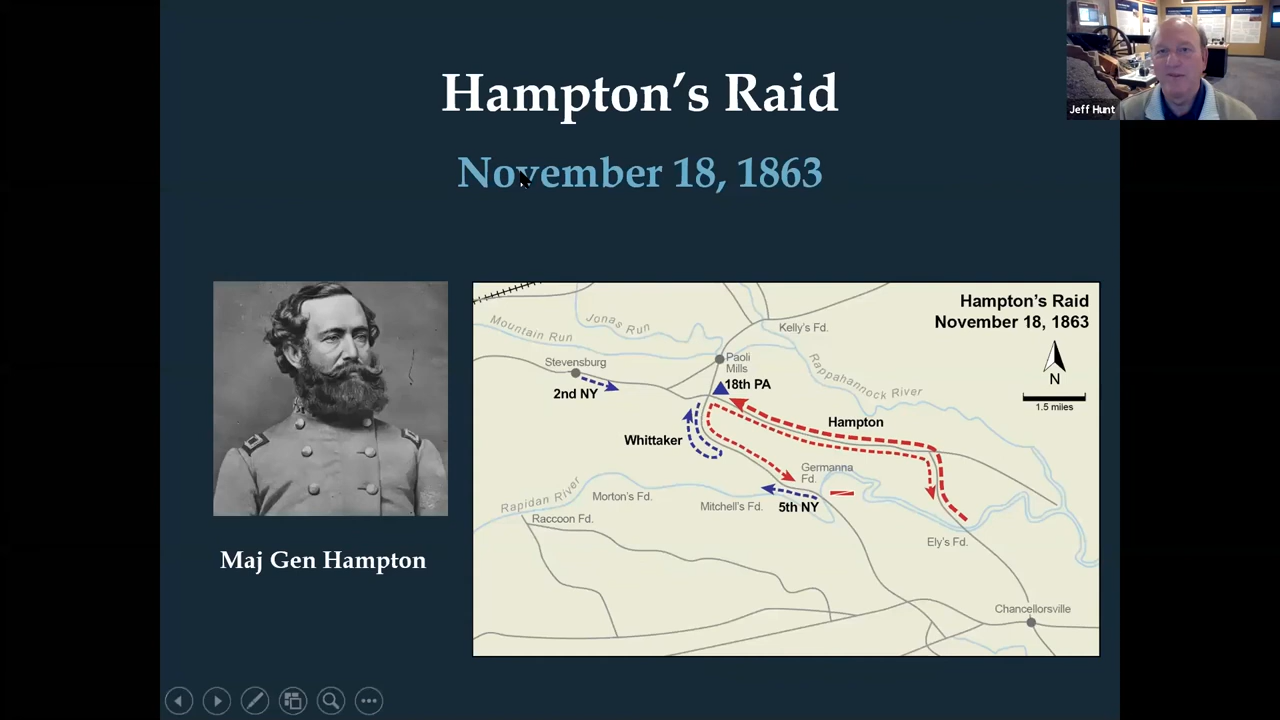 Hampton's Raid
November 18, 1863
Jeff Hunt
Maj Gen Hampton
Hampton's Raid
November 18, 1863
N
1.5 miles
Kelly's Fd.
Jonas Run
Mountain Run
Stevensburg
2nd NY
Paoli
Mills
18th PA
Rappahannock River
Hampton
Whittaker
Germanna
Fd.
Rapidan River
Morton's Fd.
Mitchell's Fd.
5th NY
Raccoon Fd.
Ely's Fd.
Chancellorsville